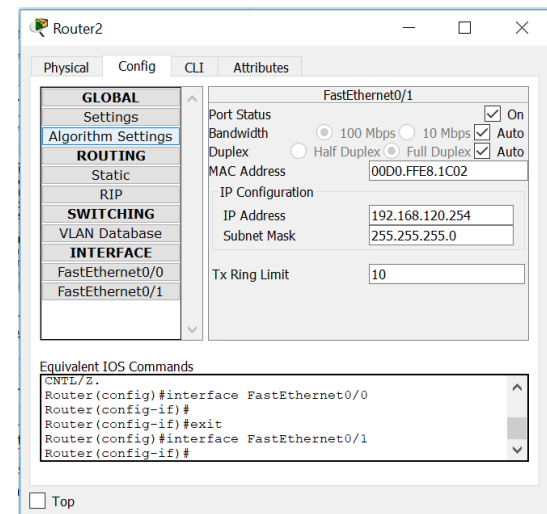 Router2
Physical Config CLI Attributes
GLOBAL
Settings
Algorithm Settings
ROUTING
Static
RIP
SWITCHING
VLAN Database
INTERFACE
FastEthernet0/0
FastEthernet0/1
FastEthernet0/1
Port Status On
Bandwidth 100 Mbps 10 Mbps Auto
Duplex Half Duplex Full Duplex Auto
MAC Address 00D0.FFE8.1C02
IP Configuration
IP Address 192.168.120.254
Subnet Mask 255.255.255.0
Tx Ring Limit 10
Equivalent IOS Commands
CNTL/Z.
Router(config)#interface FastEthernet0/0
Router(config-if)#
Router(config-if)#exit
Router(config)#interface FastEthernet0/1
Router(config-if)#
Top